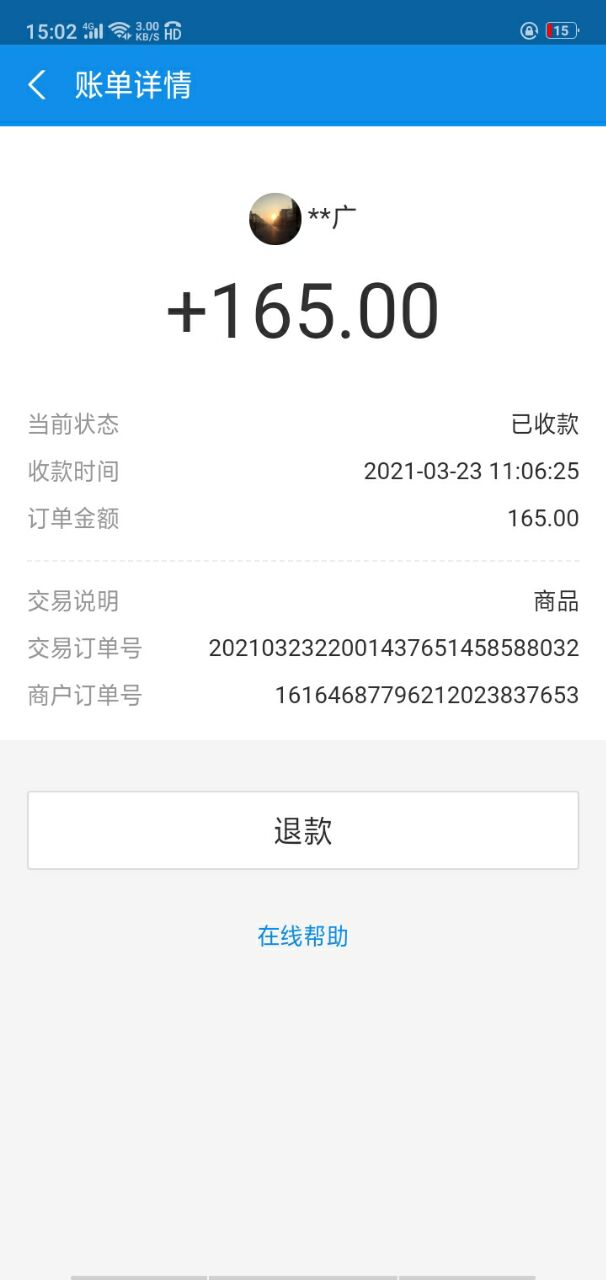 15:02 4G 3.00 KB/S HD 15
账单详情
**广
+165.00
当前状态 已收款
收款时间 2021-03-23 11:06:25
订单金额 165.00
交易说明 商品
交易订单号 2021032322001437651458588032
商户订单号 16164687796212023837653
退款
在线帮助